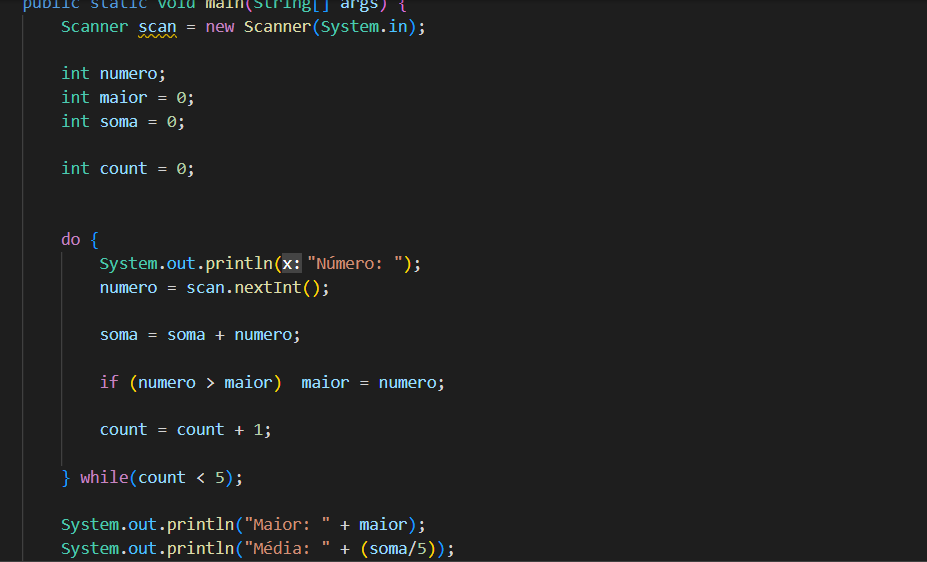 public static void main(String[] args) {
Scanner scan = new Scanner(System.in);
int numero;
int maior = 0;
int soma = 0;
int count = 0;
do {
System.out.println(x: "Número: ");
numero = scan.nextInt();
soma = soma + numero;
if (numero > maior)  maior = numero;
count = count + 1;
} while(count < 5);
System.out.println("Maior: " + maior);
System.out.println("Média: " + (soma/5));